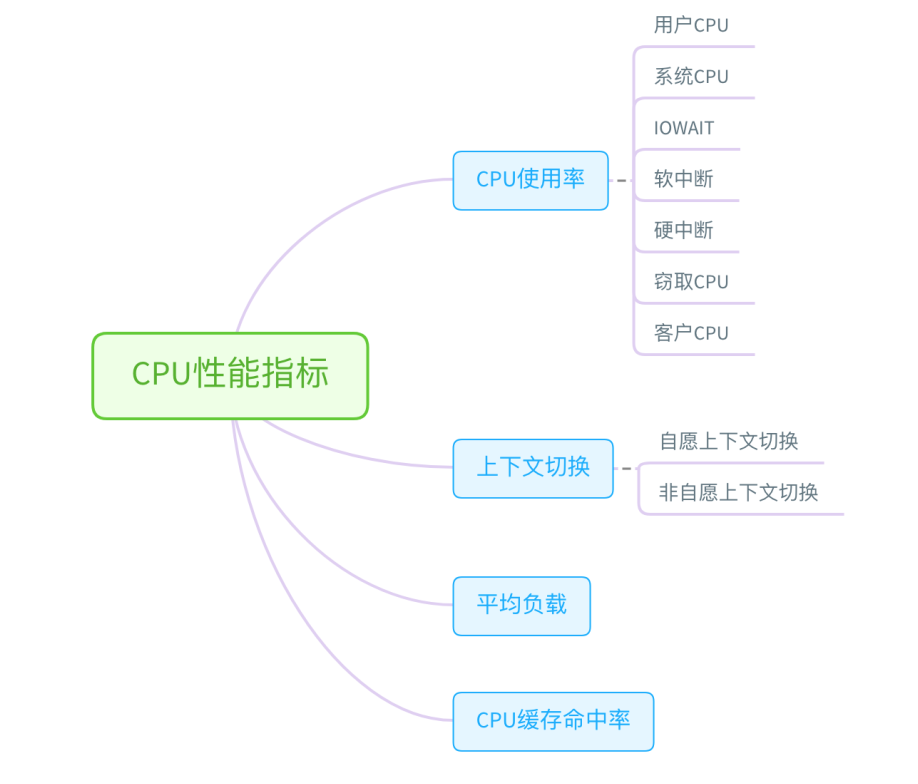 CPU性能指标
CPU使用率
用户CPU
系统CPU
IOWAIT
软中断
硬中断
窃取CPU
客户CPU
上下文切换
自愿上下文切换
非自愿上下文切换
平均负载
CPU缓存命中率